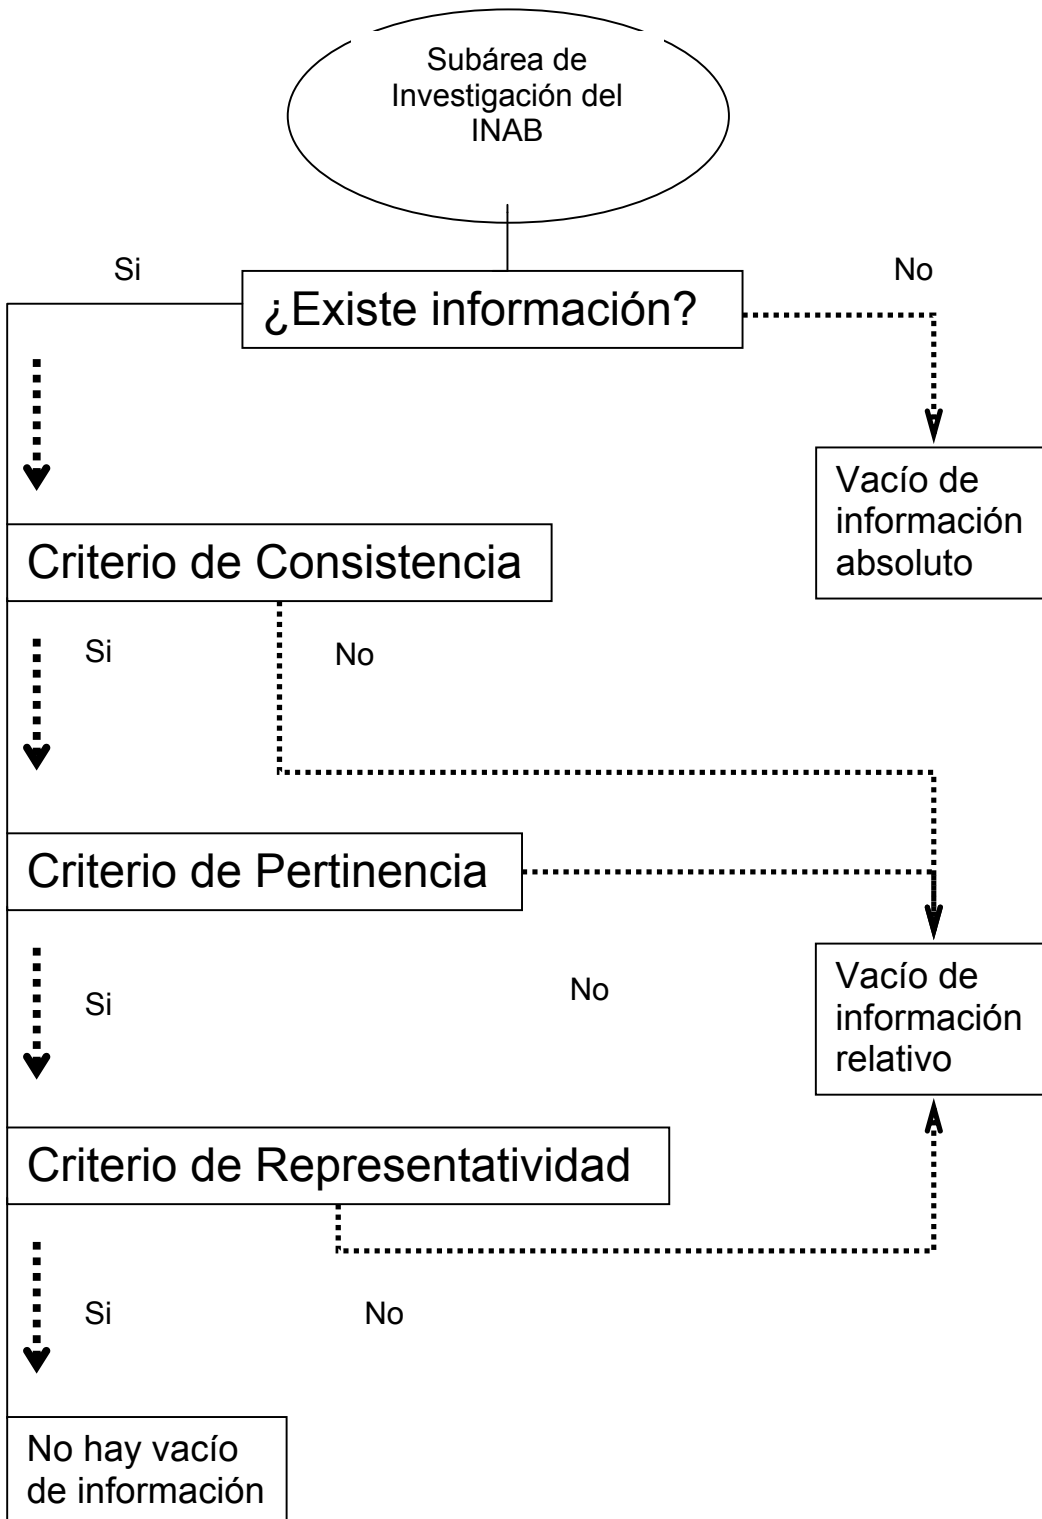 Subárea de
Investigación del
INAB
Si
No
¿Existe información?
Vacío de
información
absoluto
Criterio de Consistencia
Si
No
Criterio de Pertinencia
Si
No
Vacío de
información
relativo
Criterio de Representatividad
Si
No
No hay vacío
de información